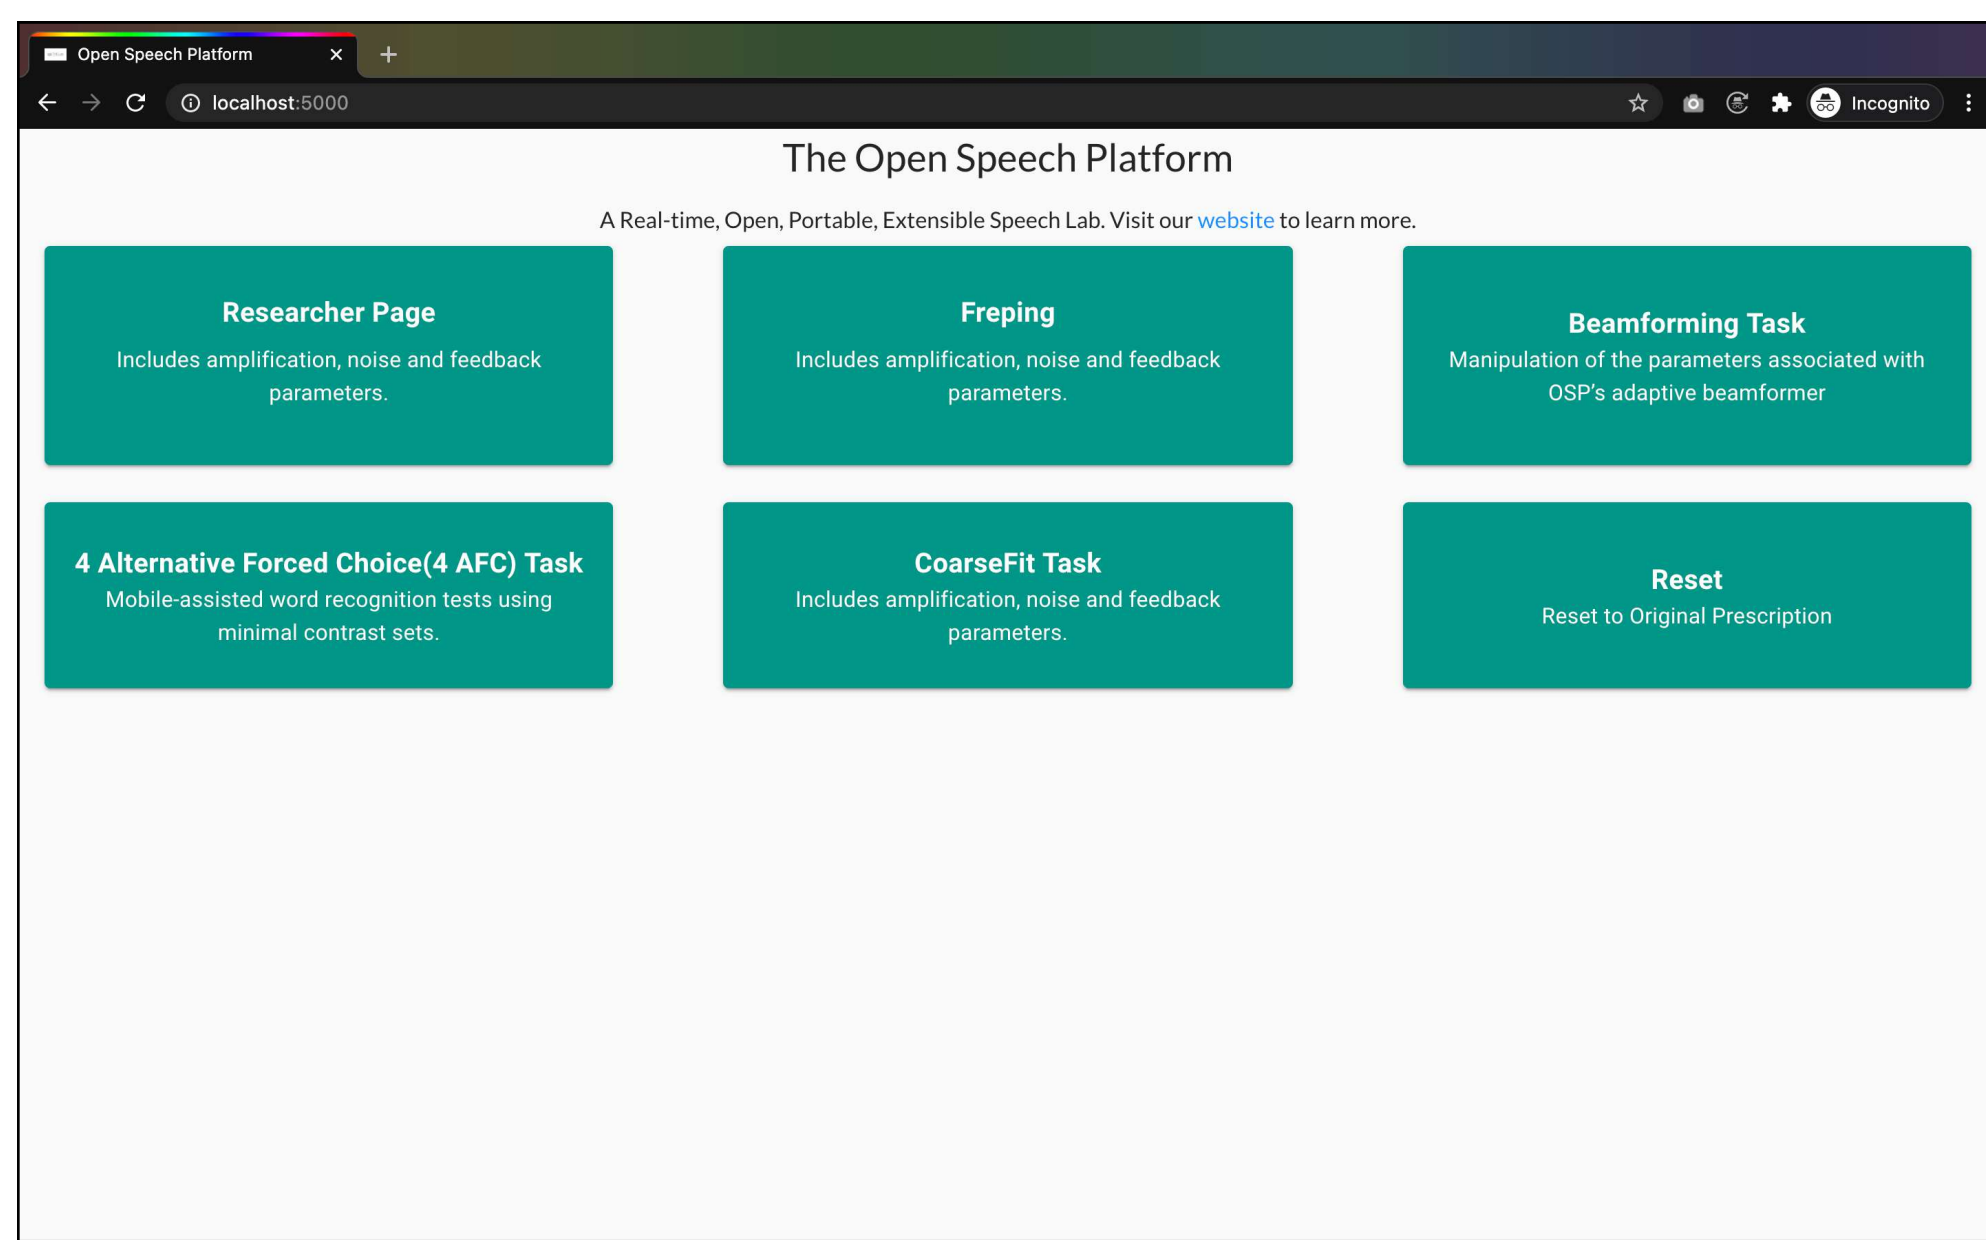 Open Speech Platform
localhost:5000
Incognito
The Open Speech Platform
A Real-time, Open, Portable, Extensible Speech Lab. Visit our website to learn more.
Researcher Page
Includes amplification, noise and feedback
parameters.
Freping
Includes amplification, noise and feedback
parameters.
Beamforming Task
Manipulation of the parameters associated with
OSP's adaptive beamformer
4 Alternative Forced Choice(4 AFC) Task
Mobile-assisted word recognition tests using
minimal contrast sets.
CoarseFit Task
Includes amplification, noise and feedback
parameters.
Reset
Reset to Original Prescription